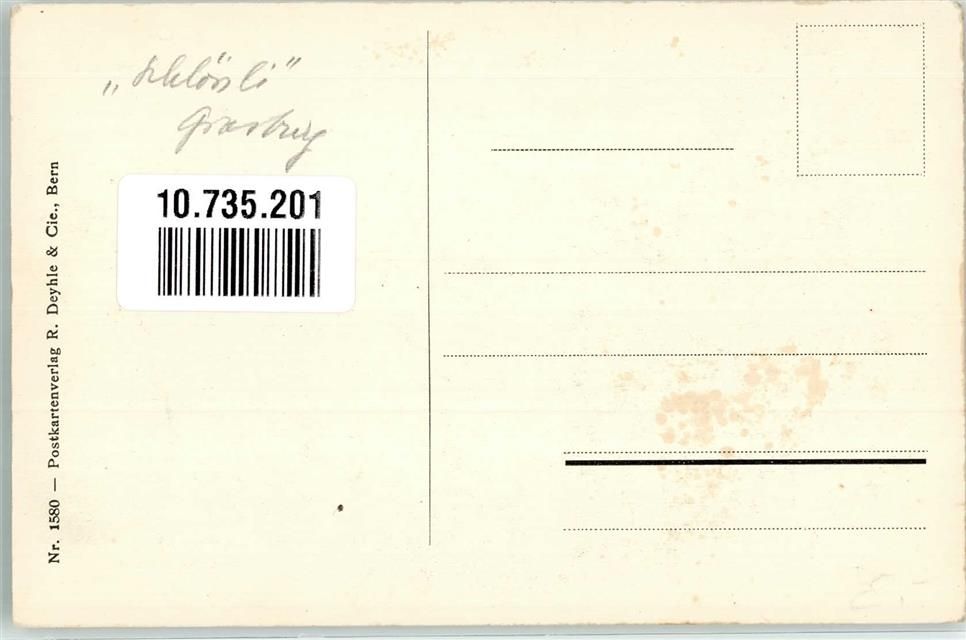 „Schlössli“
Grasburg
10.735.201
Nr. 1580 — Postkartenverlag R. Deyhle & Cie., Bern